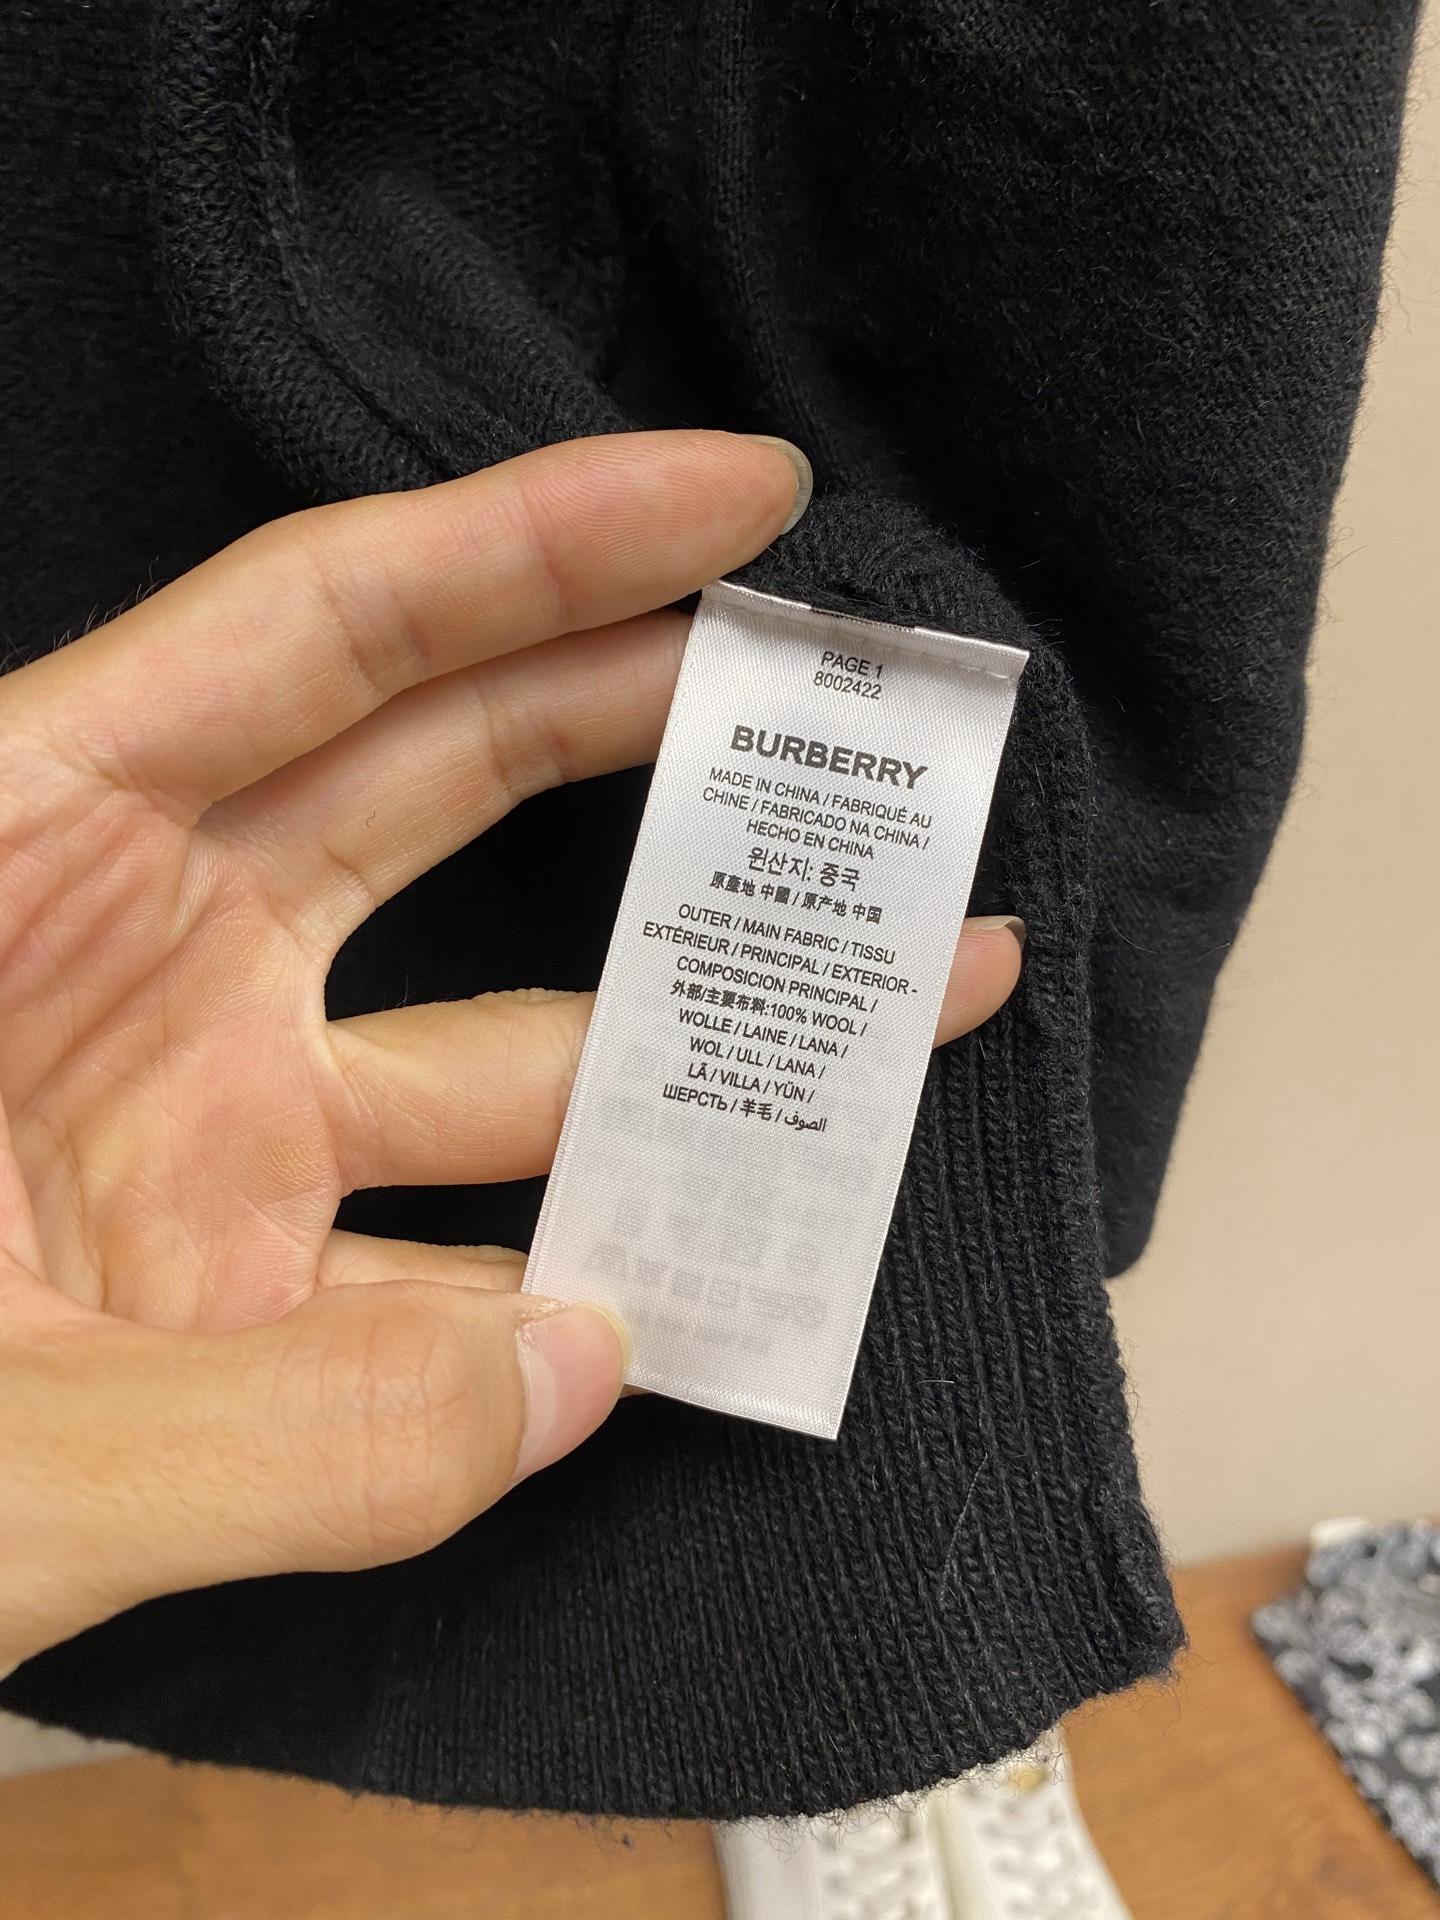 PAGE 1
8002422
BURBERRY
MADE IN CHINA / FABRIQUÉ AU
CHINE / FABRICADO NA CHINA /
HECHO EN CHINA
원산지: 중국
原產地 中國 / 原产地 中国
OUTER / MAIN FABRIC / TISSU
EXTÉRIEUR / PRINCIPAL / EXTERIOR -
COMPOSICION PRINCIPAL /
外部/主要布料:100% WOOL /
WOLLE / LAINE / LANA /
WOL / ULL / LANA /
LÃ / VILLA / YÜN /
ШЕРСТЬ / 羊毛 / الصوف